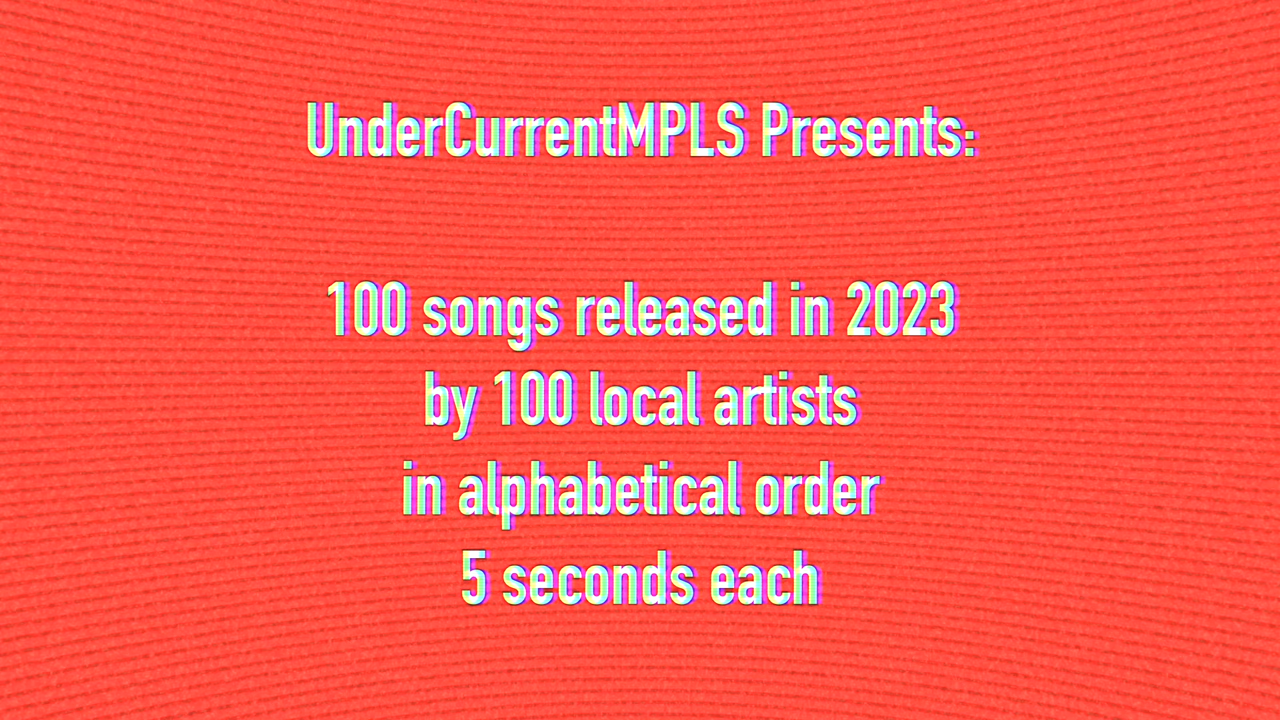 UnderCurrentMPLS Presents:
100 songs released in 2023
by 100 local artists
in alphabetical order
5 seconds each